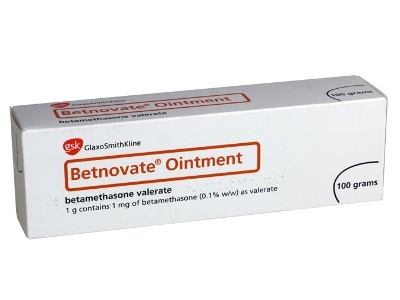 Betnovate® Ointment
betamethasone valerate
100 grams
gsk GlaxoSmithKline
Betnovate® Ointment
betamethasone valerate
1 g contains 1 mg of betamethasone (0.1% w/w) as valerate
100 grams